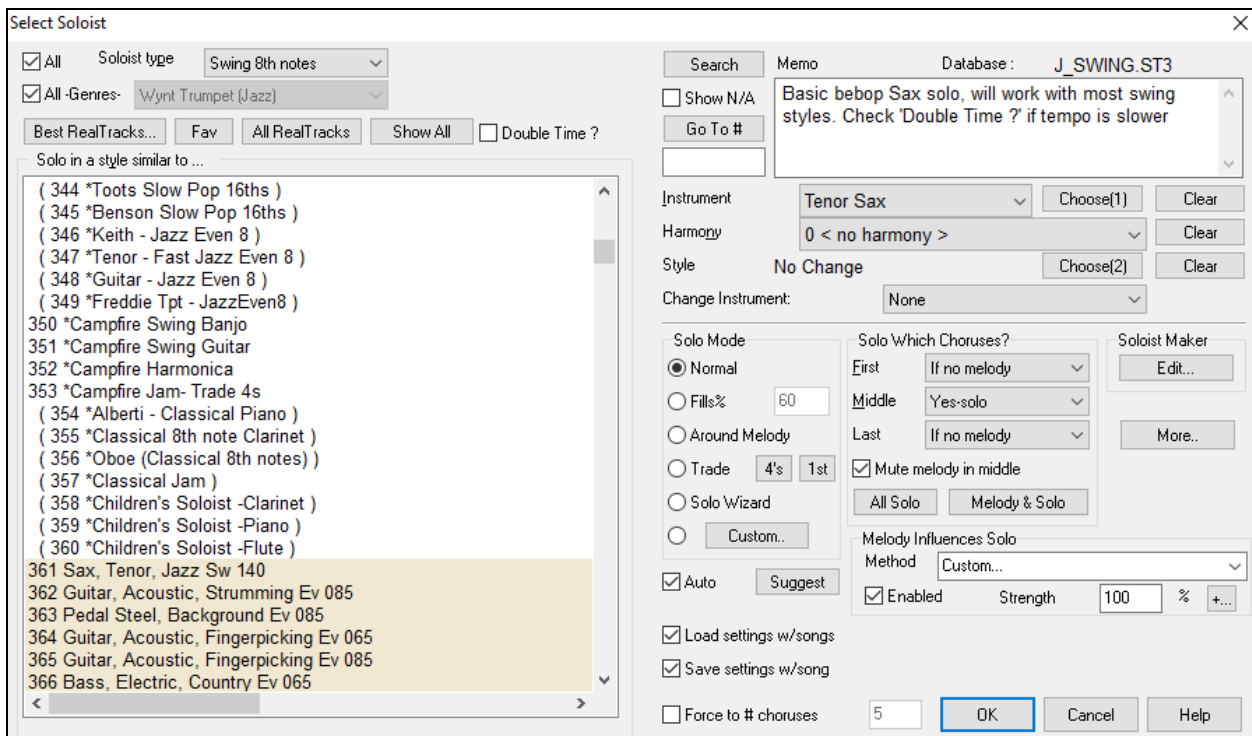 Select Soloist
All Soloist type Swing 8th notes
All -Genres- Wynt Trumpet (Jazz)
Best RealTracks... Fav All RealTracks Show All Double Time ?
Solo in a style similar to ...
( 344 *Toots Slow Pop 16ths )
( 345 *Benson Slow Pop 16ths )
( 346 *Keith - Jazz Even 8 )
( 347 *Tenor - Fast Jazz Even 8 )
( 348 *Guitar - Jazz Even 8 )
( 349 *Freddie Tpt - JazzEven8 )
350 *Campfire Swing Banjo
351 *Campfire Swing Guitar
352 *Campfire Harmonica
353 *Campfire Jam- Trade 4s
( 354 *Alberti - Classical Piano )
( 355 *Classical 8th note Clarinet )
( 356 *Oboe (Classical 8th notes) )
( 357 *Classical Jam )
( 358 *Children's Soloist -Clarinet )
( 359 *Children's Soloist -Piano )
( 360 *Children's Soloist -Flute )
361 Sax, Tenor, Jazz Sw 140
362 Guitar, Acoustic, Strumming Ev 085
363 Pedal Steel, Background Ev 085
364 Guitar, Acoustic, Fingerpicking Ev 065
365 Guitar, Acoustic, Fingerpicking Ev 085
366 Bass, Electric, Country Ev 065
Search Memo Database : J_SWING.ST3
Show N/A
Go To #
Basic bebop Sax solo, will work with most swing
styles. Check 'Double Time ?' if tempo is slower
Instrument Tenor Sax Choose(1) Clear
Harmony 0 < no harmony > Clear
Style No Change Choose(2) Clear
Change Instrument: None
Solo Mode
Normal
Fills% 60
Around Melody
Trade 4's 1st
Solo Wizard
Custom..
Solo Which Choruses?
First If no melody
Middle Yes-solo
Last If no melody
Mute melody in middle
All Solo Melody & Solo
Soloist Maker
Edit...
More..
Auto Suggest
Melody Influences Solo
Method Custom...
Enabled Strength 100 % +...
Load settings w/songs
Save settings w/song
Force to # choruses 5 OK Cancel Help